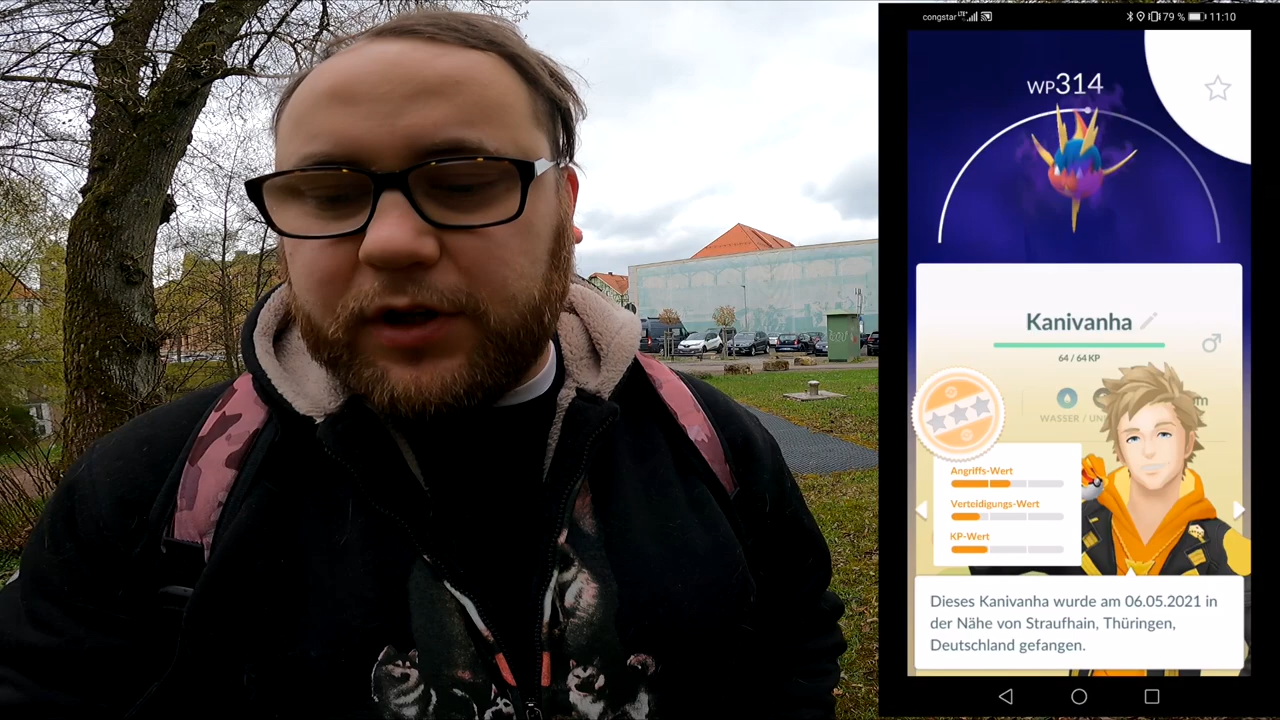 congstar LTE
79 % 11:10
WP314
Kanivanha
64 / 64 KP
WASSER
Angriffs-Wert
Verteidigungs-Wert
KP-Wert
Dieses Kanivanha wurde am 06.05.2021 in
der Nähe von Straufhain, Thüringen,
Deutschland gefangen.